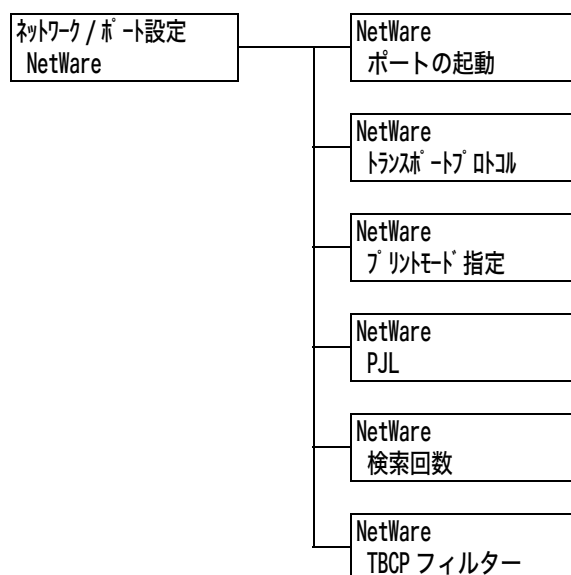 ﾈｯﾄﾜｰｸ / ﾎﾟｰﾄ設定
NetWare
NetWare
ポートの起動
NetWare
ﾄﾗﾝｽﾎﾟｰﾄﾌﾟﾛﾄｺﾙ
NetWare
ﾌﾟﾘﾝﾄﾓｰﾄﾞ指定
NetWare
PJL
NetWare
検索回数
NetWare
TBCP フィルター